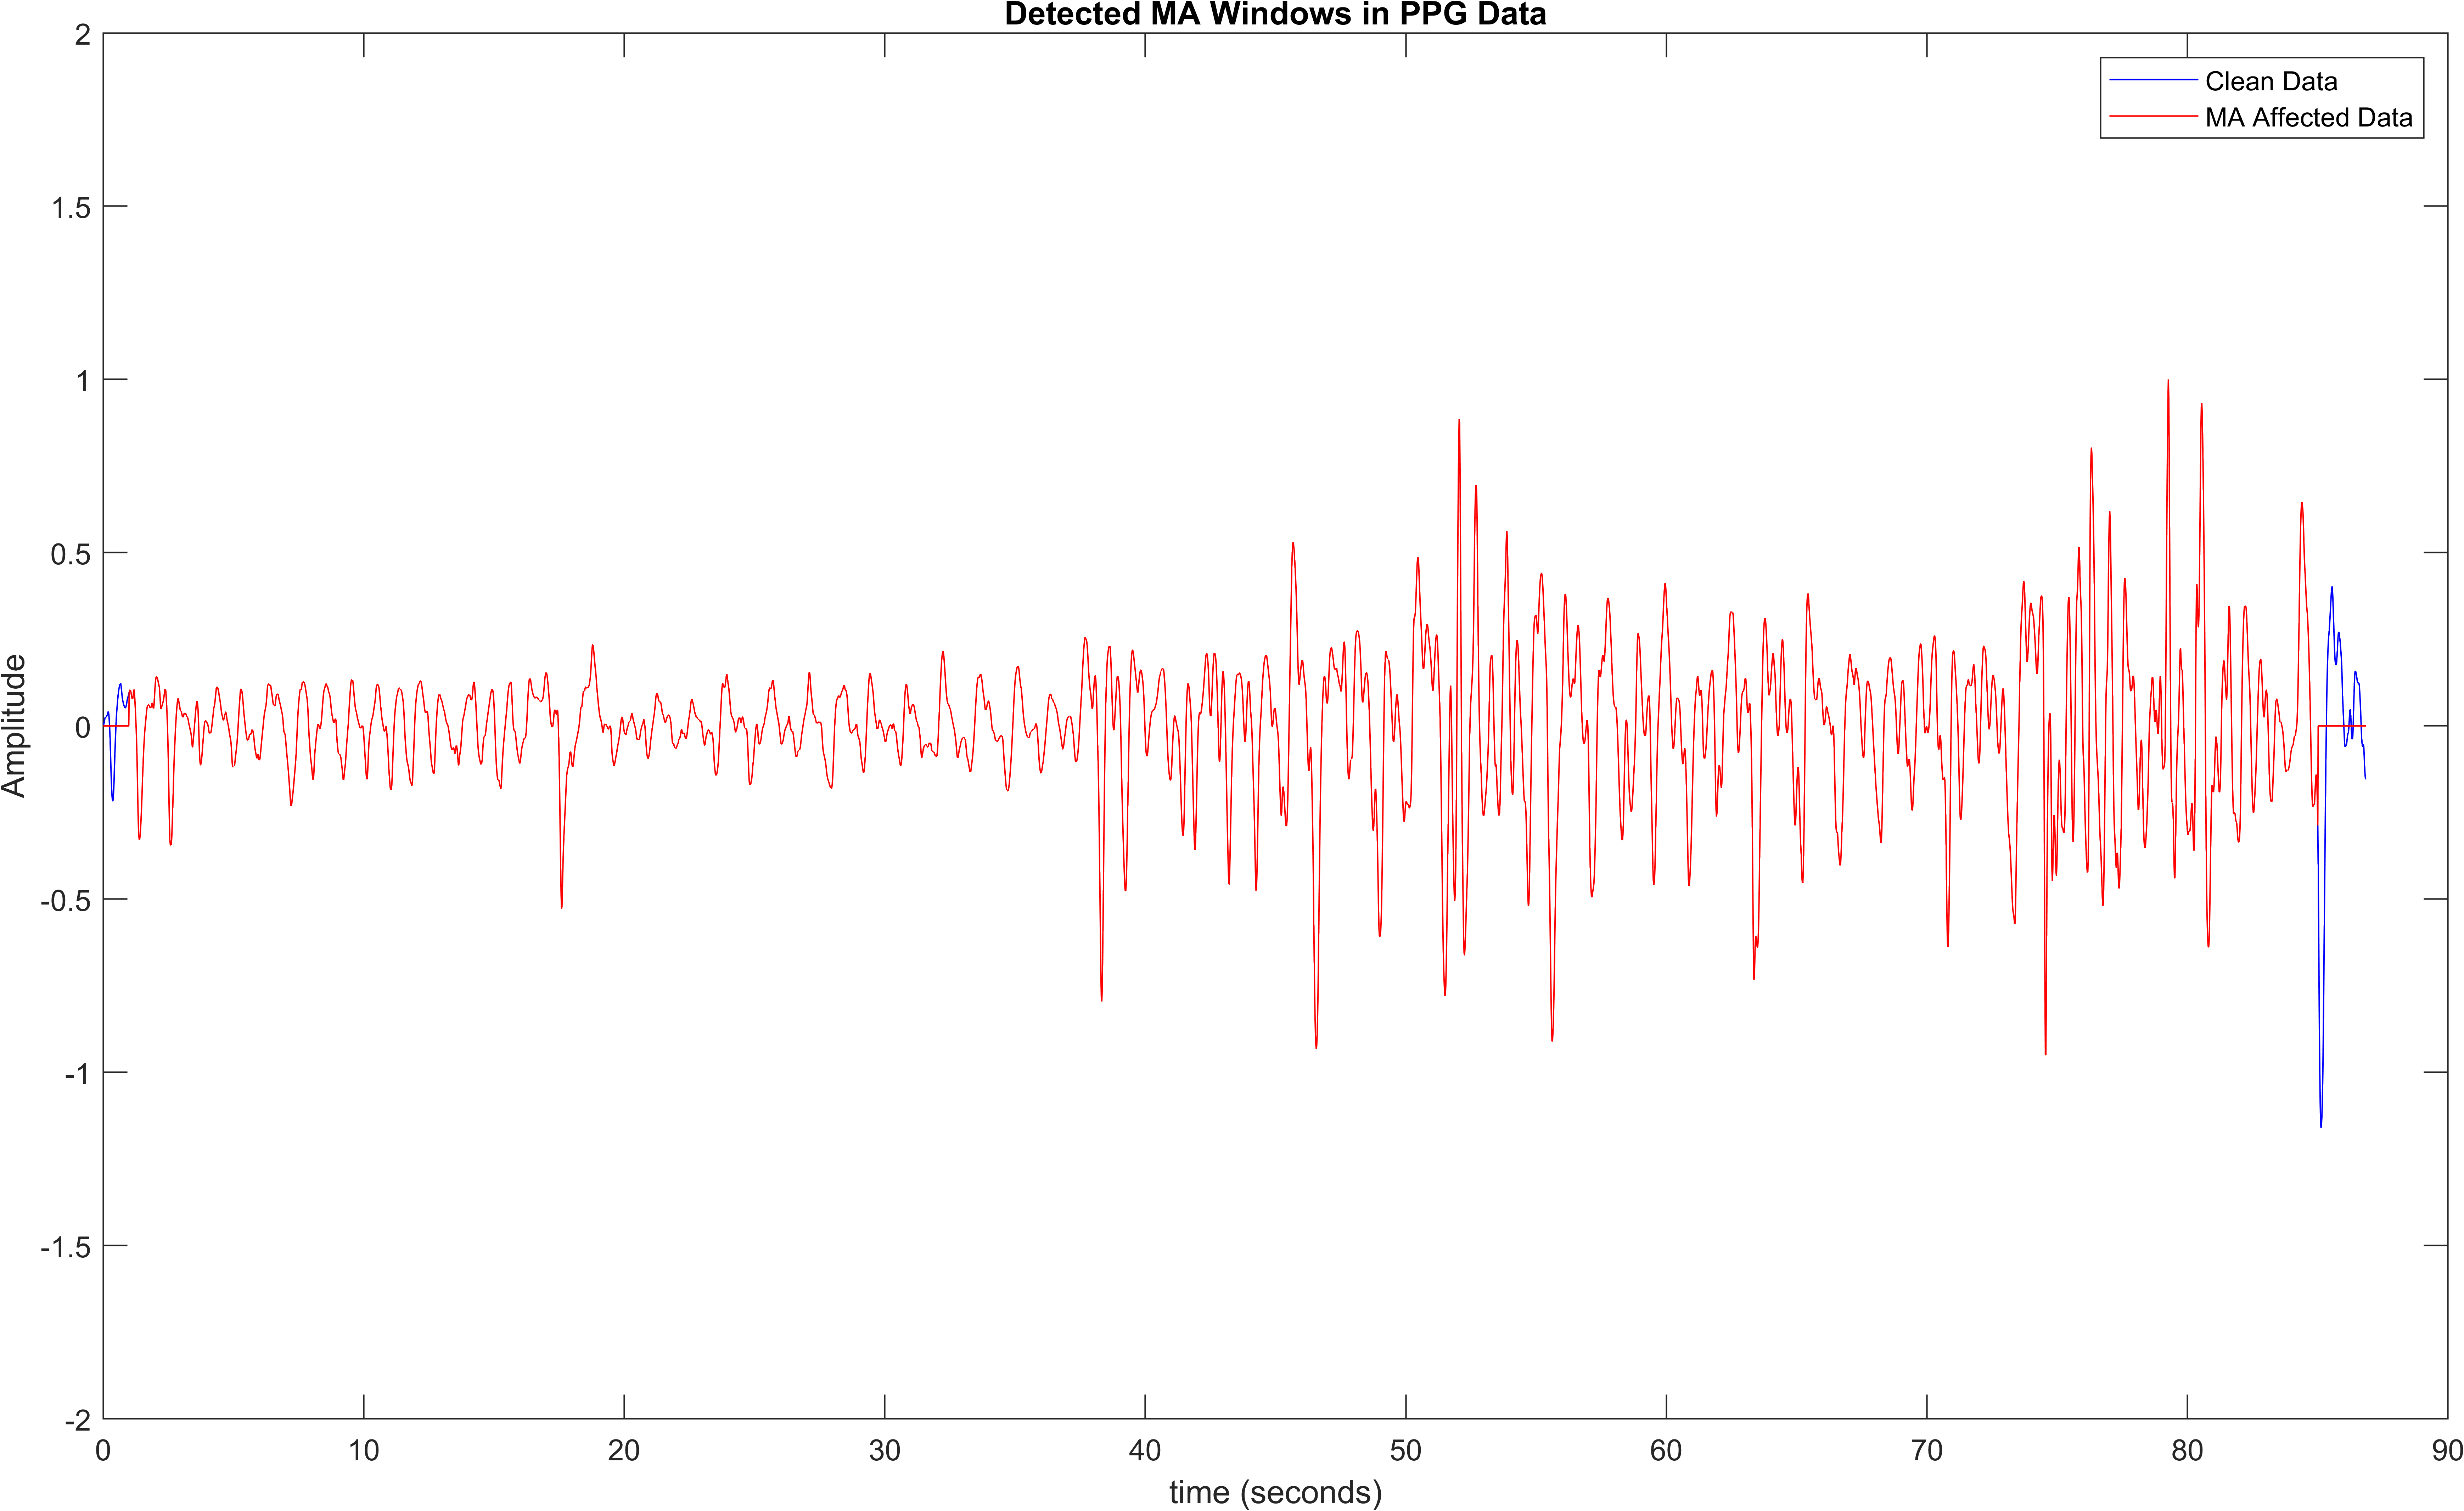 Detected MA Windows in PPG Data
Clean Data
MA Affected Data
2
1.5
1
0.5
0
-0.5
-1
-1.5
-2
Amplitude
0 10 20 30 40 50 60 70 80 90
time (seconds)